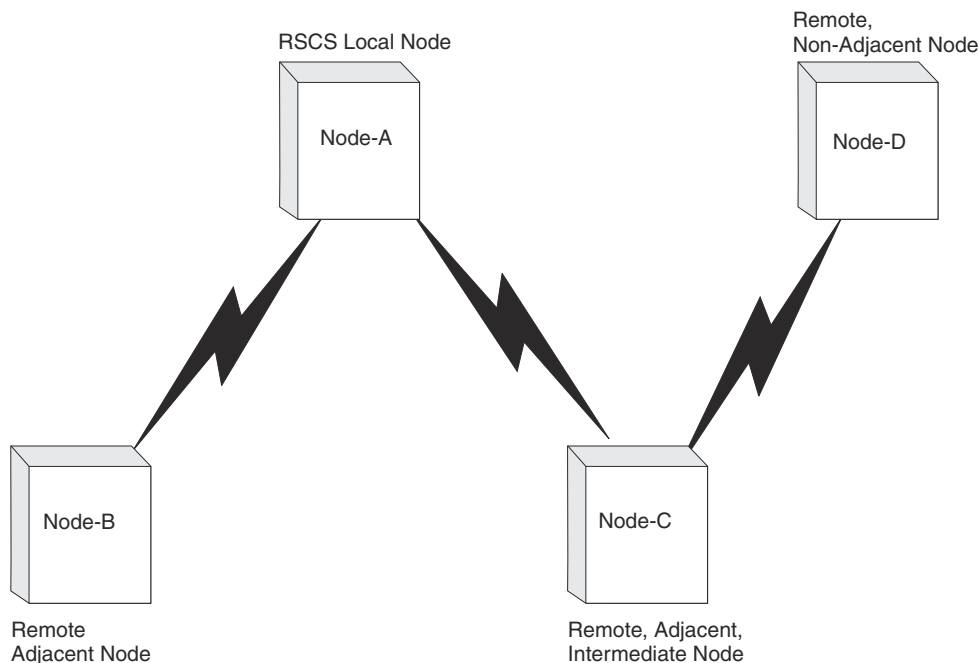 RSCS Local Node
Remote,
Non-Adjacent Node
Node-A
Node-D
Node-B
Node-C
Remote
Adjacent Node
Remote, Adjacent,
Intermediate Node